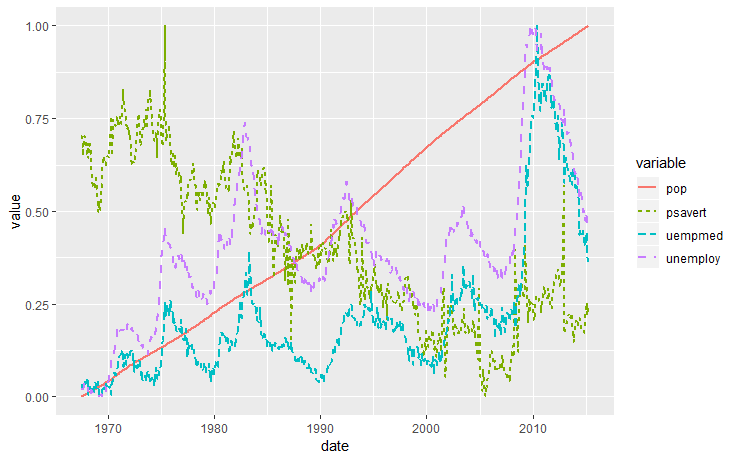 1.00
0.75
0.50
0.25
0.00
value
1970
1980
1990
2000
2010
date
variable
pop
psavert
uempmed
unemploy